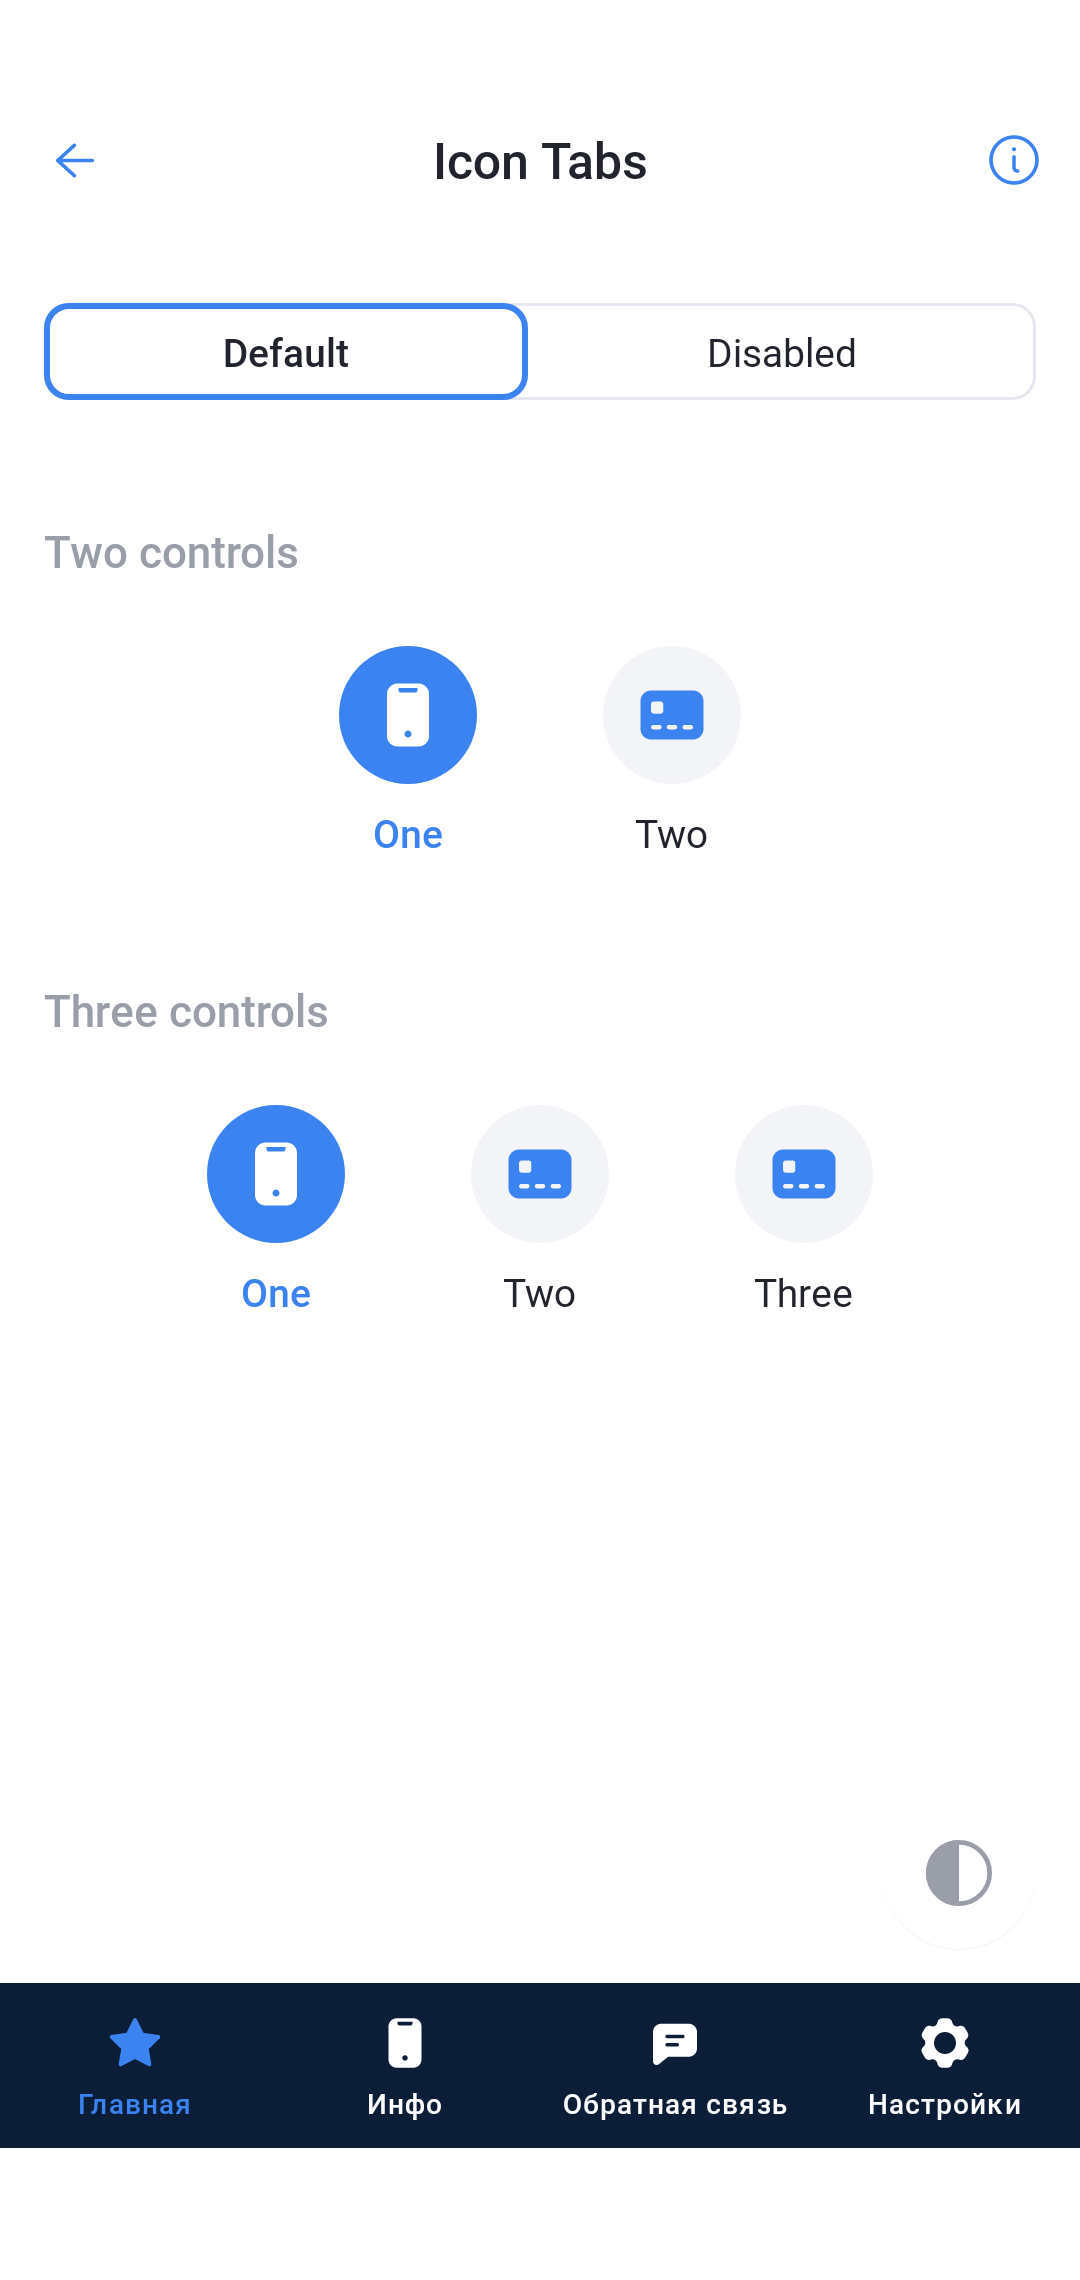 Icon Tabs
Default Disabled
Two controls
One Two
Three controls
One Two Three
Главная Инфо Обратная связь Настройки